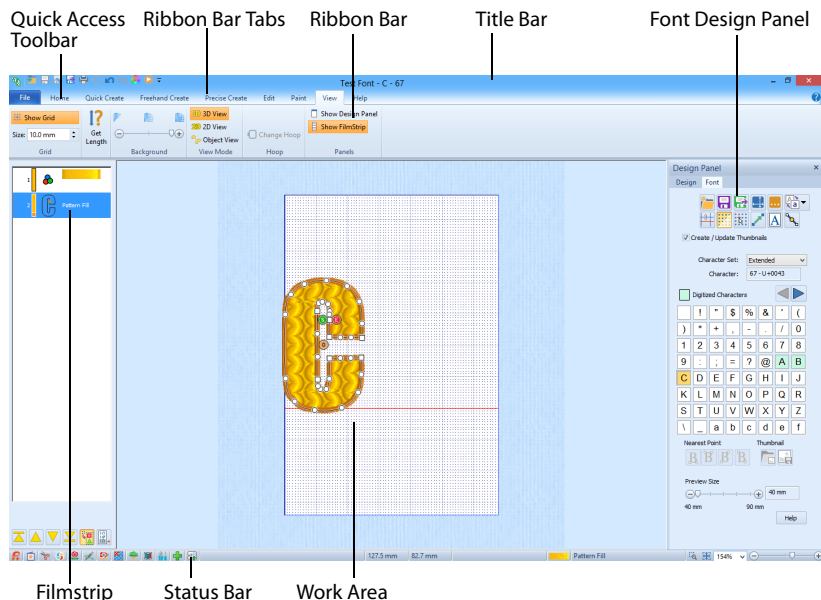 Quick Access Toolbar
Ribbon Bar Tabs
Ribbon Bar
Title Bar
Font Design Panel
Test Font - C - 67
File Home Quick Create Freehand Create Precise Create Edit Paint View Help
Show Grid
Size: 10.0 mm
Grid
Get Length
Background
3D View
2D View
Object View
View Mode
Change Hoop
Hoop
Show Design Panel
Show FilmStrip
Panels
1
2 Pattern Fill
Design Panel
Design Font
Create / Update Thumbnails
Character Set: Extended
Character: 67 - U+0043
Digitized Characters
! " $ % & ' (
) * + , - . / 0
1 2 3 4 5 6 7 8
9 : ; = ? @ A B
C D E F G H I J
K L M N O P Q R
S T U V W X Y Z
\ _ a b c d e f
Nearest Point Thumbnail
Preview Size
40 mm
40 mm 90 mm
Help
127.5 mm 82.7 mm Pattern Fill 154%
Filmstrip
Status Bar
Work Area